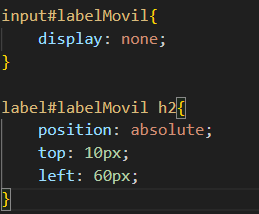 input#labelMovil{
display: none;
}
label#labelMovil h2{
position: absolute;
top: 10px;
left: 60px;
}